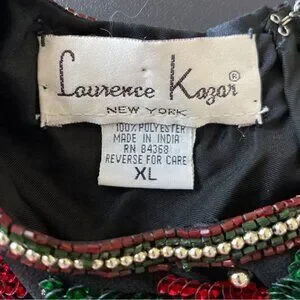 Laurence Kazar®
NEW YORK
100% POLYESTER
MADE IN INDIA
RN 84368
REVERSE FOR CARE
XL